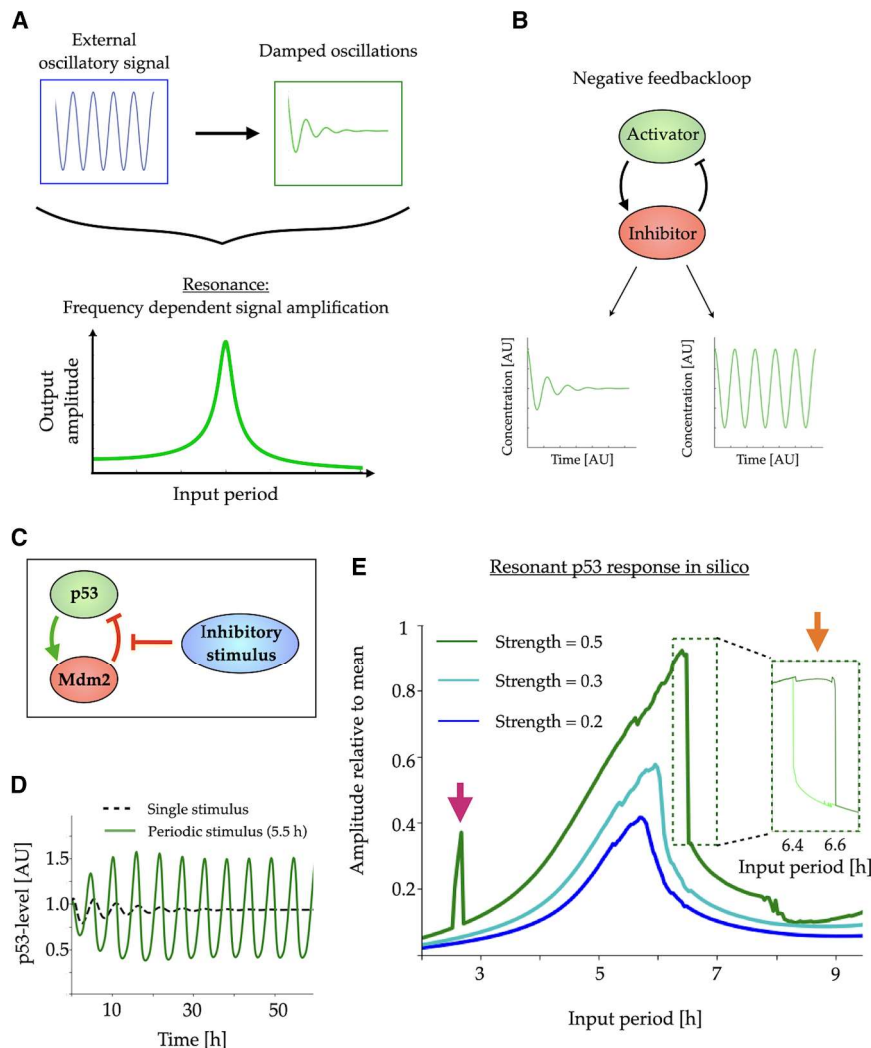 A
External
oscillatory signal
Damped oscillations
Resonance:
Frequency dependent signal amplification
Output
amplitude
Input period
B
Negative feedbackloop
Activator
Inhibitor
Concentration [AU]
Time [AU]
Concentration [AU]
Time [AU]
C
p53
Mdm2
Inhibitory
stimulus
D
Single stimulus
Periodic stimulus (5.5 h)
p53-level [AU]
1.5
1.0
0.5
10
30
50
Time [h]
E
Resonant p53 response in silico
Strength = 0.5
Strength = 0.3
Strength = 0.2
Amplitude relative to mean
1
0.8
0.6
0.4
0.2
3
5
7
9
Input period [h]
6.4
6.6
Input period [h]